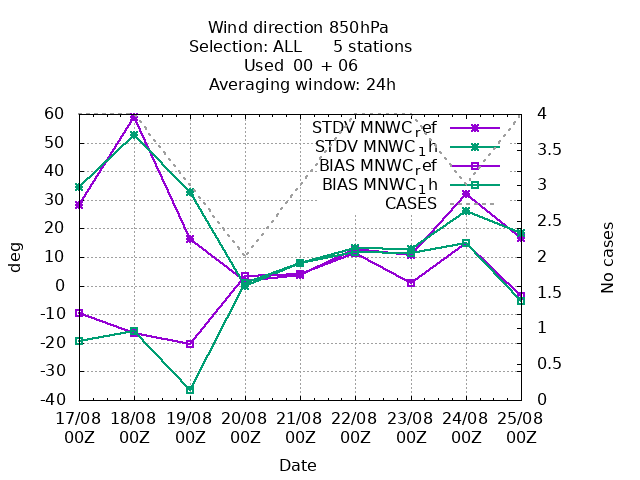 Wind direction 850hPa
Selection: ALL 5 stations
Used 00 + 06
Averaging window: 24h
STDV MNWC_ref
STDV MNWC_1h
BIAS MNWC_ref
BIAS MNWC_1h
CASES
deg
60
50
40
30
20
10
0
-10
-20
-30
-40
4
3.5
3
2.5
2
1.5
1
0.5
0
No cases
17/08 18/08 19/08 20/08 21/08 22/08 23/08 24/08 25/08
00Z 00Z 00Z 00Z 00Z 00Z 00Z 00Z 00Z
Date